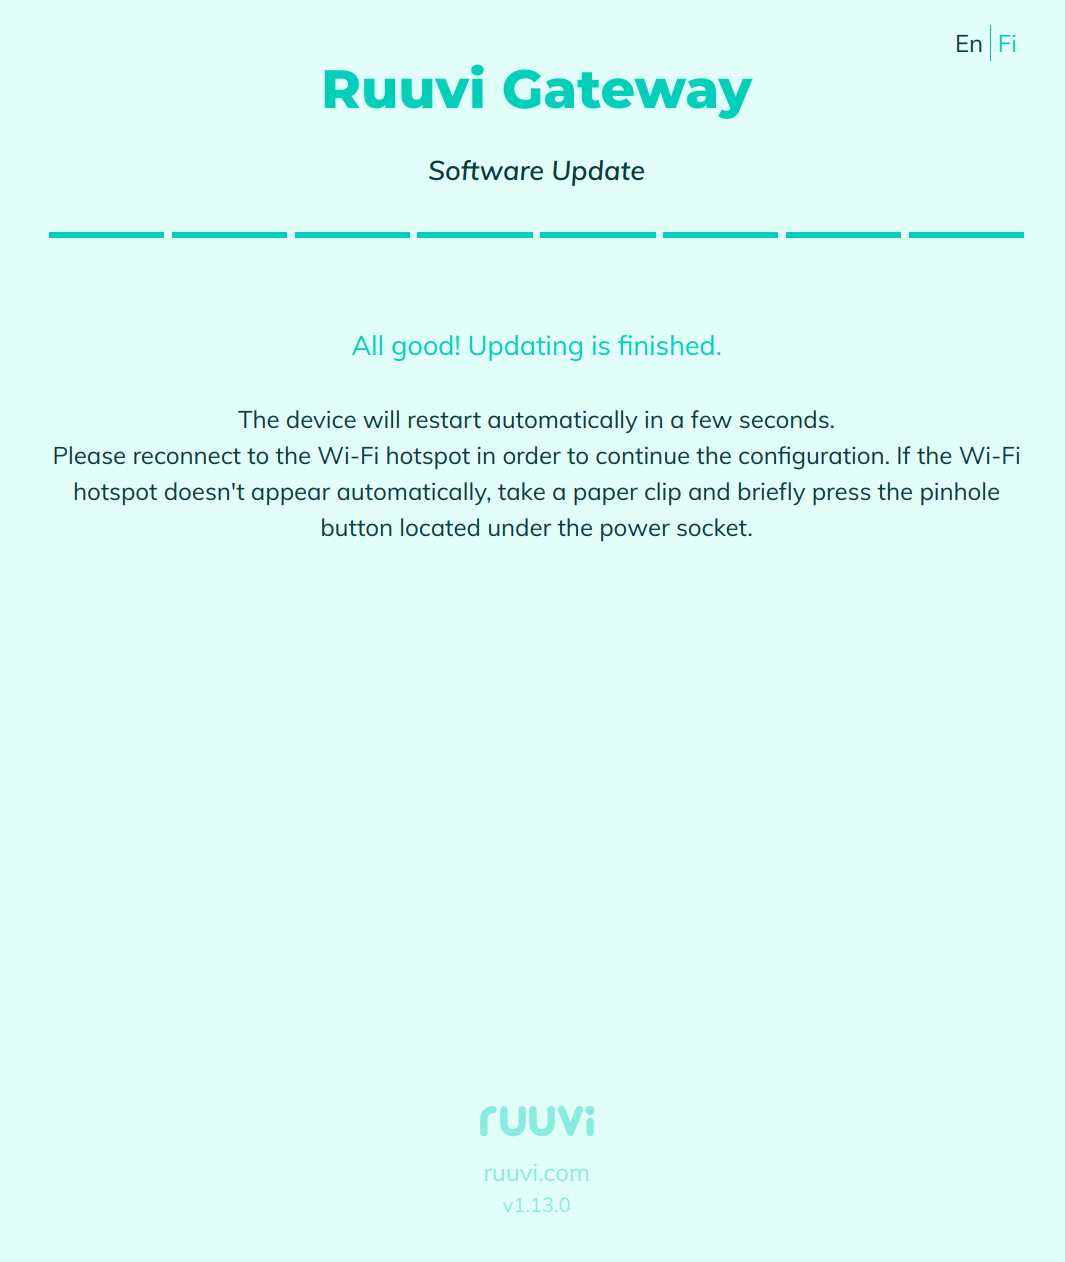 En | Fi
Ruuvi Gateway
Software Update
All good! Updating is finished.
The device will restart automatically in a few seconds.
Please reconnect to the Wi-Fi hotspot in order to continue the configuration. If the Wi-Fi
hotspot doesn't appear automatically, take a paper clip and briefly press the pinhole
button located under the power socket.
ruuvi
ruuvi.com
v1.13.0